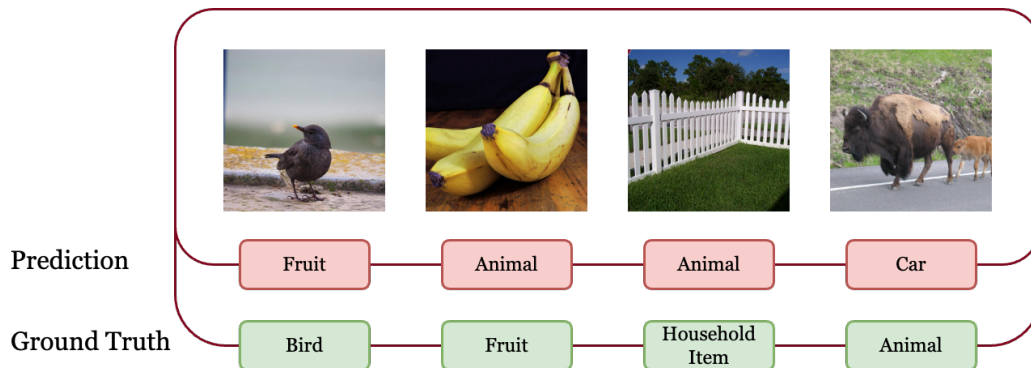 Prediction
Fruit
Animal
Animal
Car
Ground Truth
Bird
Fruit
Household
Item
Animal